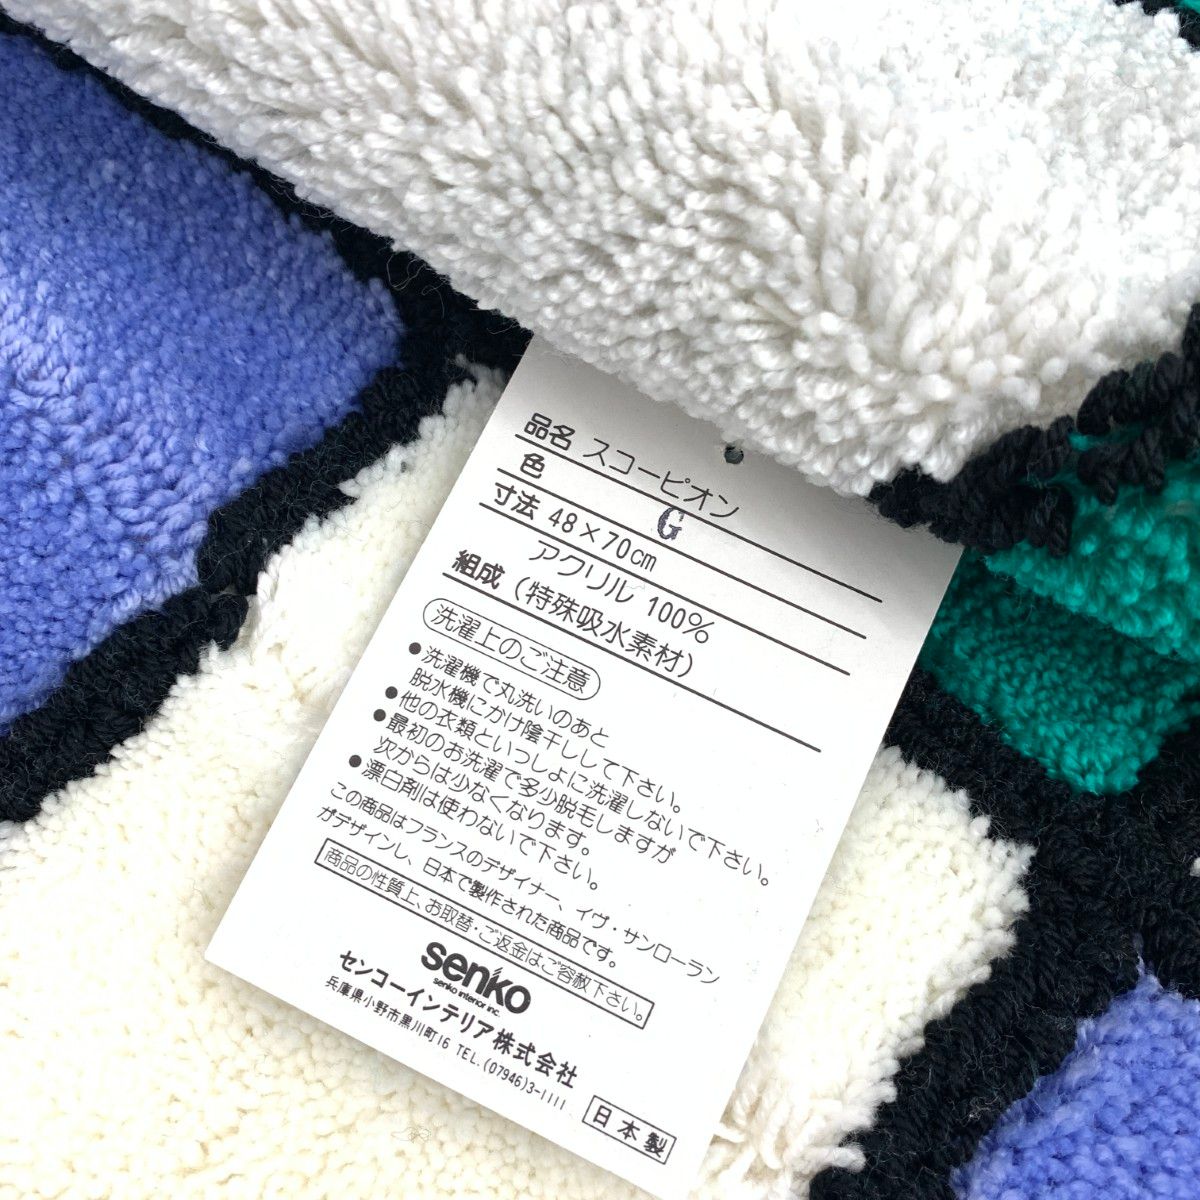 品名 スコーピオン
色 G
寸法 48×70cm
アクリル 100%
組成 (特殊吸水素材)
洗濯上のご注意
●洗濯機で丸洗いのあと
脱水機にかけ陰干しして下さい。
●他の衣類といっしょに洗濯しないで下さい。
●最初のお洗濯で多少脱毛しますが
次からは少なくなります。
●漂白剤は使わないで下さい。
この商品はフランスのデザイナー、イヴ・サンローラン
がデザインし、日本で製作された商品です。
商品の性質上、お取替・ご返金はご容赦下さい。
senko
senko interior inc.
センコーインテリア株式会社
兵庫県小野市黒川町16 TEL.(07946)3-1111
日本製